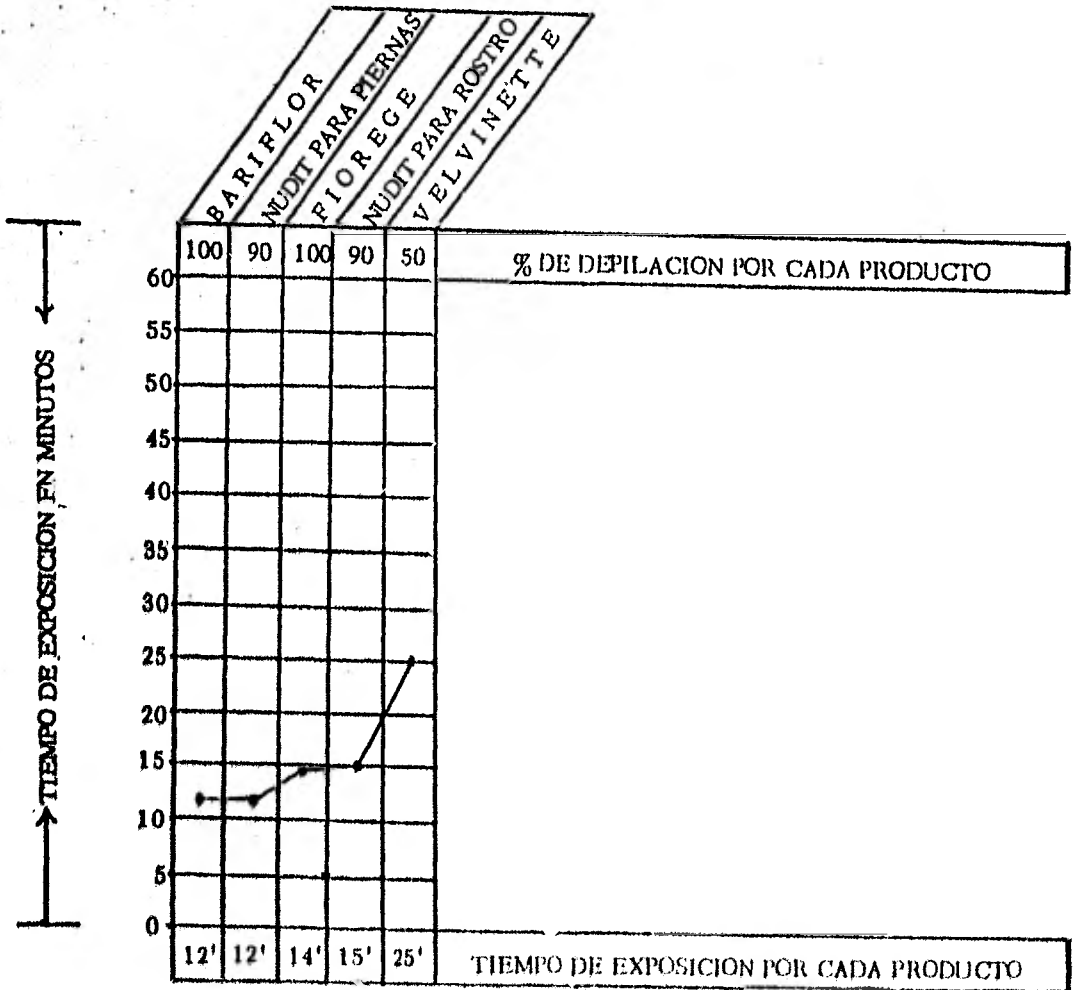 BARIFLOR
NUDIT PARA PIERNAS
FIOREGE
NUDIT PARA ROSTRO
VELVINETTE
100 90 100 90 50 % DE DEPILACION POR CADA PRODUCTO
TIEMPO DE EXPOSICION EN MINUTOS
60
55
50
45
40
35
30
25
20
15
10
5
0
12' 12' 14' 15' 25' TIEMPO DE EXPOSICION POR CADA PRODUCTO